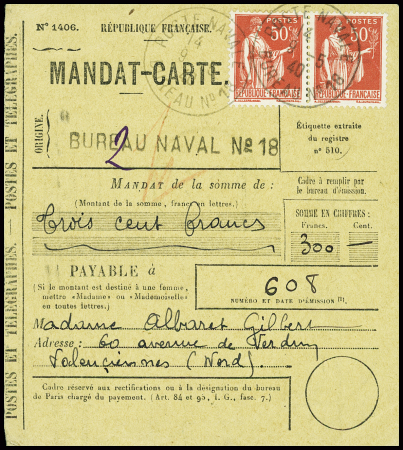 N° 1406.
RÉPUBLIQUE FRANÇAISE.
MANDAT-CARTE.
POSTES
50c
RÉPUBLIQUE FRANÇAISE
POSTES
50c
RÉPUBLIQUE FRANÇAISE
POSTES ET TÉLÉGRAPHES. — POSTES ET TÉLÉGRAPHES. — POSTES ET TÉLÉGRAPHES.
ORIGINE.
BUREAU NAVAL No 18
2
Étiquette extraite
du registre
n° 510.
MANDAT de la somme de :
Cadre à remplir par
le bureau d'émission.
(Montant de la somme, francs en lettres.)
Trois cent francs
SOMME EN CHIFFRES :
Francs. Cent.
300 —
PAYABLE à
(Si le montant est destiné à une femme,
mettre «Madame» ou «Mademoiselle»
en toutes lettres.)
608
NUMÉRO ET DATE D'ÉMISSION (1).
Madame Albaret Gilbert
Adresse : 60 avenue de Verdun
Valenciennes (Nord).
Cadre réservé aux rectifications ou à la désignation du bureau
de Paris chargé du payement. (Art. 84 et 95, I. G., fasc. 7.)